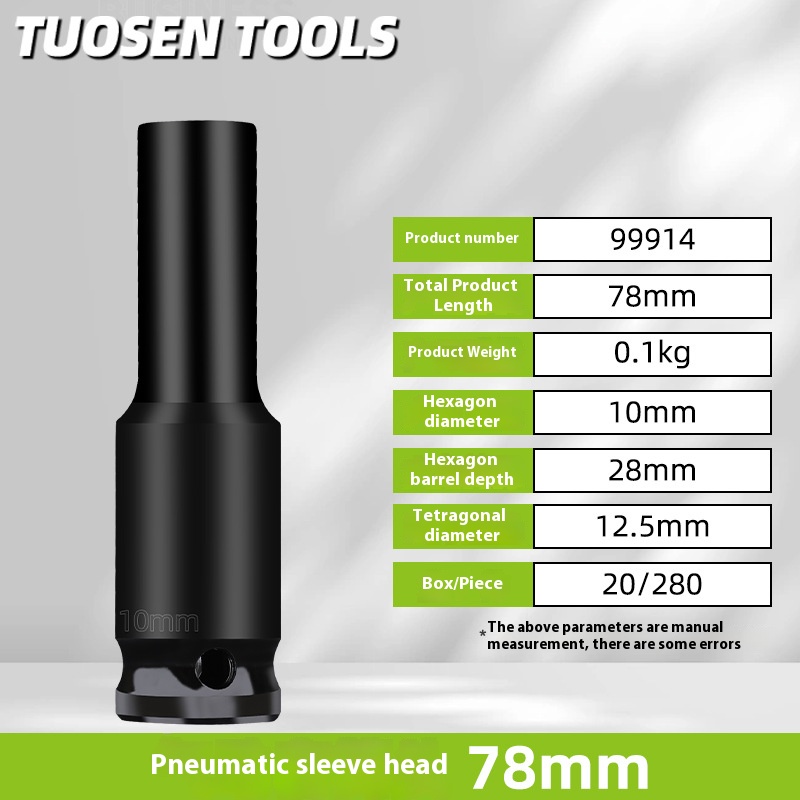 TUOSEN TOOLS
Product number
99914
Total Product
Length
78mm
Product Weight
0.1kg
Hexagon
diameter
10mm
Hexagon
barrel depth
28mm
Tetragonal
diameter
12.5mm
Box/Piece
20/280
*The above parameters are manual
measurement, there are some errors
10mm
Pneumatic sleeve head 78mm